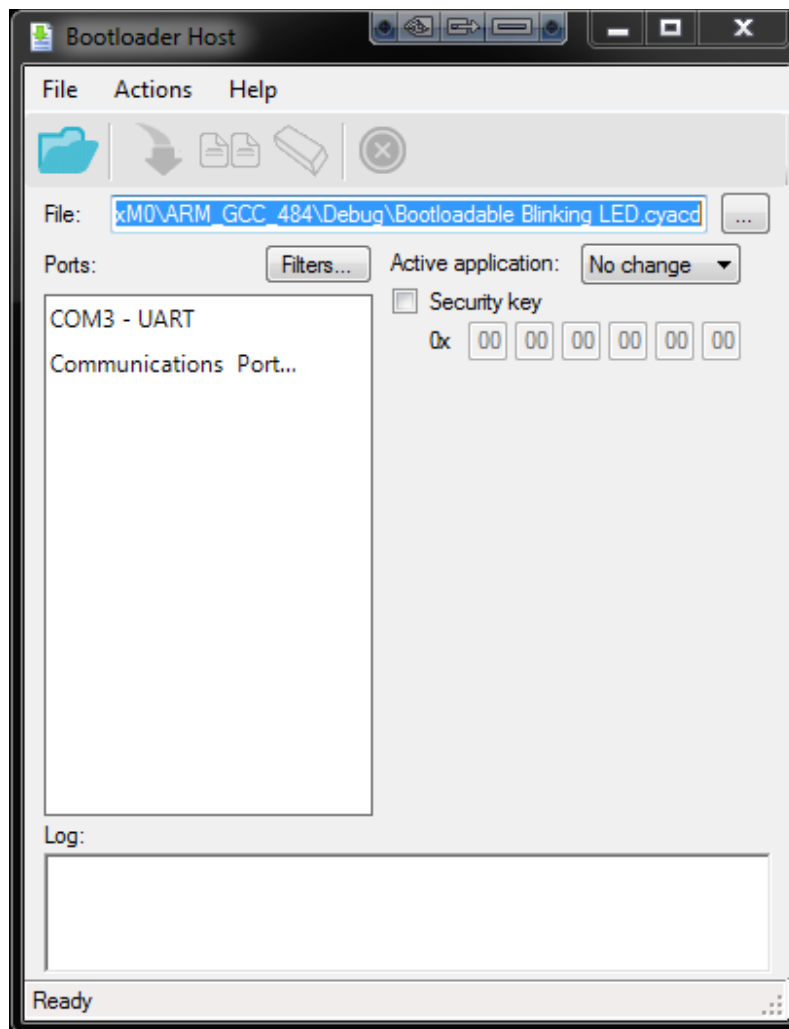 Bootloader Host
File Actions Help
File: xM0\ARM_GCC_484\Debug\Bootloadable Blinking LED.cyacd ...
Ports: Filters... Active application: No change
Security key
0x 00 00 00 00 00 00
COM3 - UART
Communications Port...
Log:
Ready